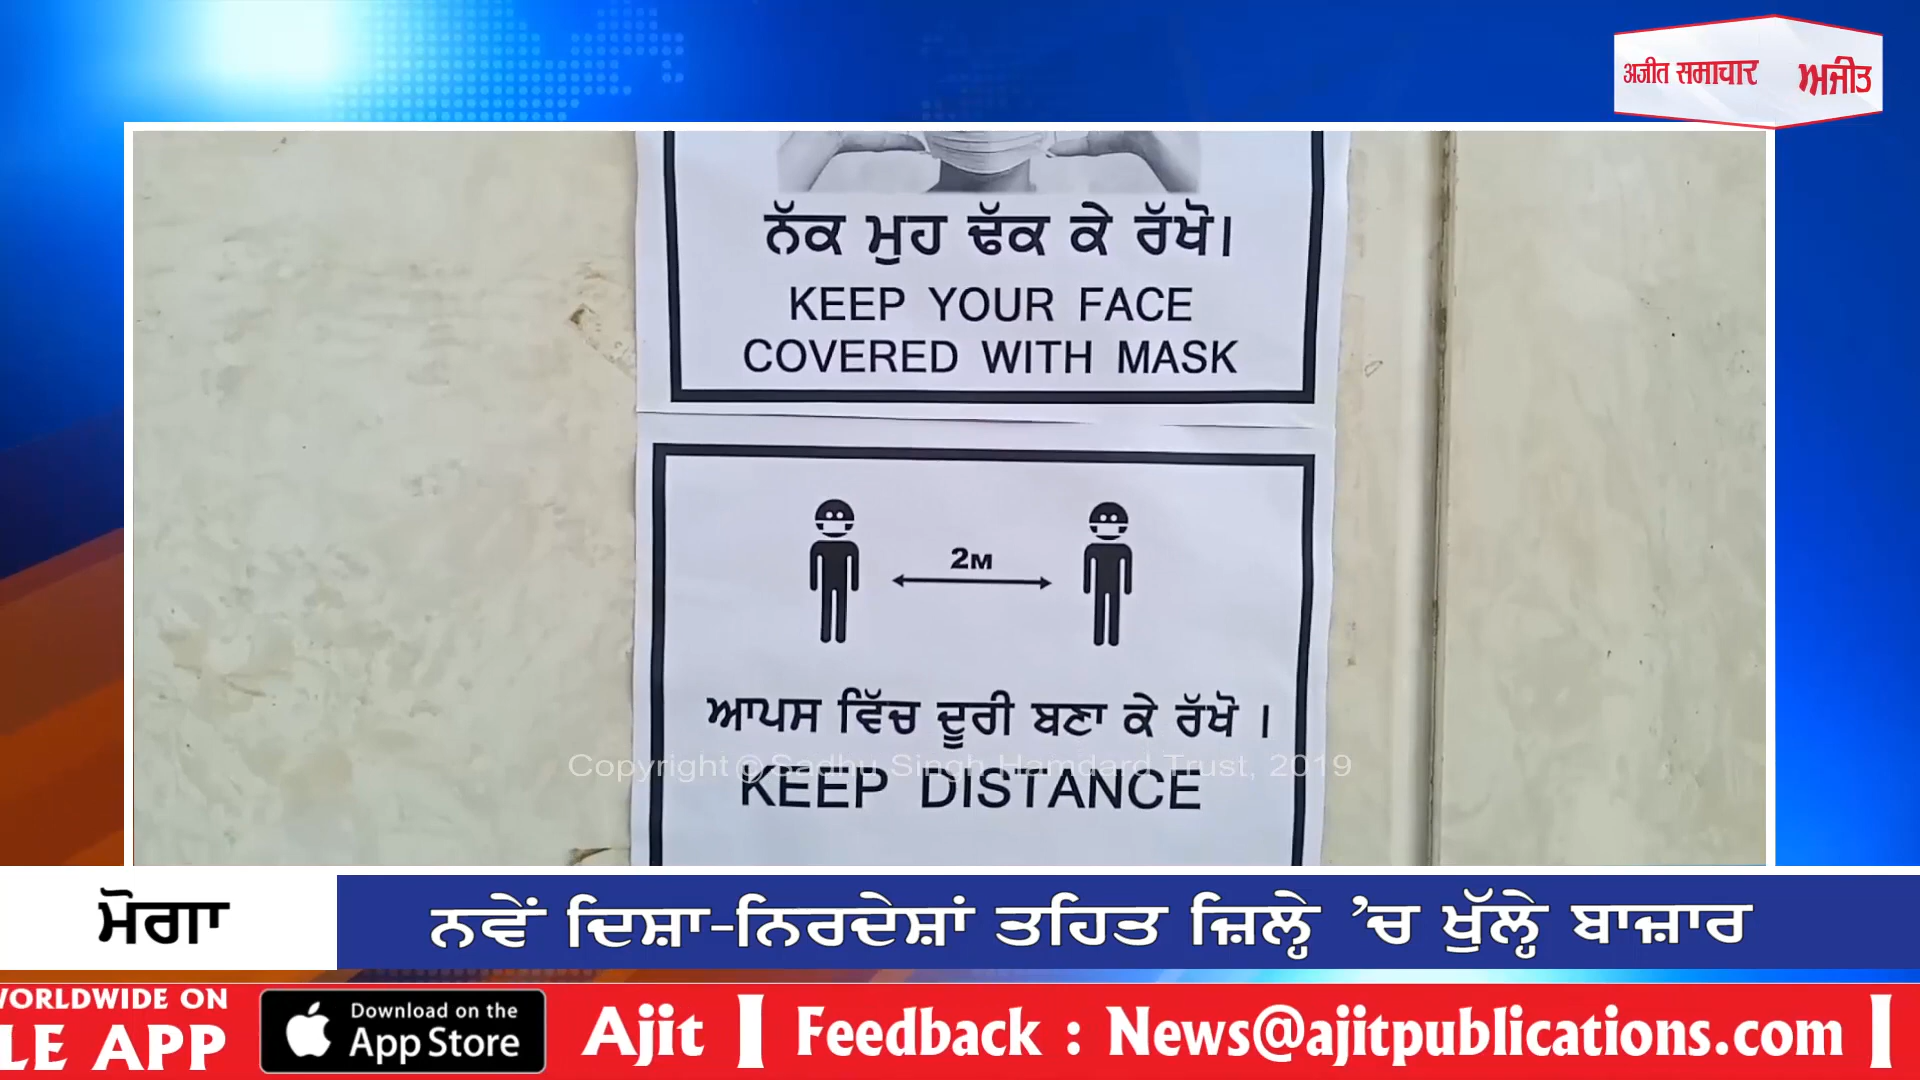 अजीत समाचार ਅਜੀਤ
ਨੱਕ ਮੁਹ ਢੱਕ ਕੇ ਰੱਖੋ।
KEEP YOUR FACE
COVERED WITH MASK
2M
ਆਪਸ ਵਿੱਚ ਦੂਰੀ ਬਣਾ ਕੇ ਰੱਖੋ ।
Copyright © Sadhu Singh Hamdard Trust, 2019
KEEP DISTANCE
ਮੋਗਾ
ਨਵੇਂ ਦਿਸ਼ਾ-ਨਿਰਦੇਸ਼ਾਂ ਤਹਿਤ ਜ਼ਿਲ੍ਹੇ ’ਚ ਖੁੱਲ੍ਹੇ ਬਾਜ਼ਾਰ
WORLDWIDE ON
LE APP
Download on the
App Store
Ajit
Feedback : News@ajitpublications.com